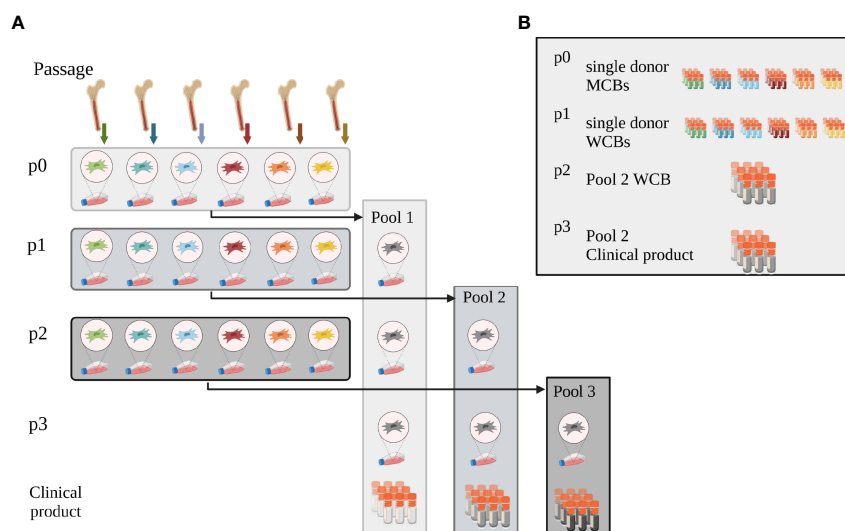 A
Passage
p0
Pool 1
p1
Pool 2
p2
Pool 3
p3
Clinical
product
B
p0
single donor
MCBs
p1
single donor
WCBs
p2
Pool 2 WCB
p3
Pool 2
Clinical product